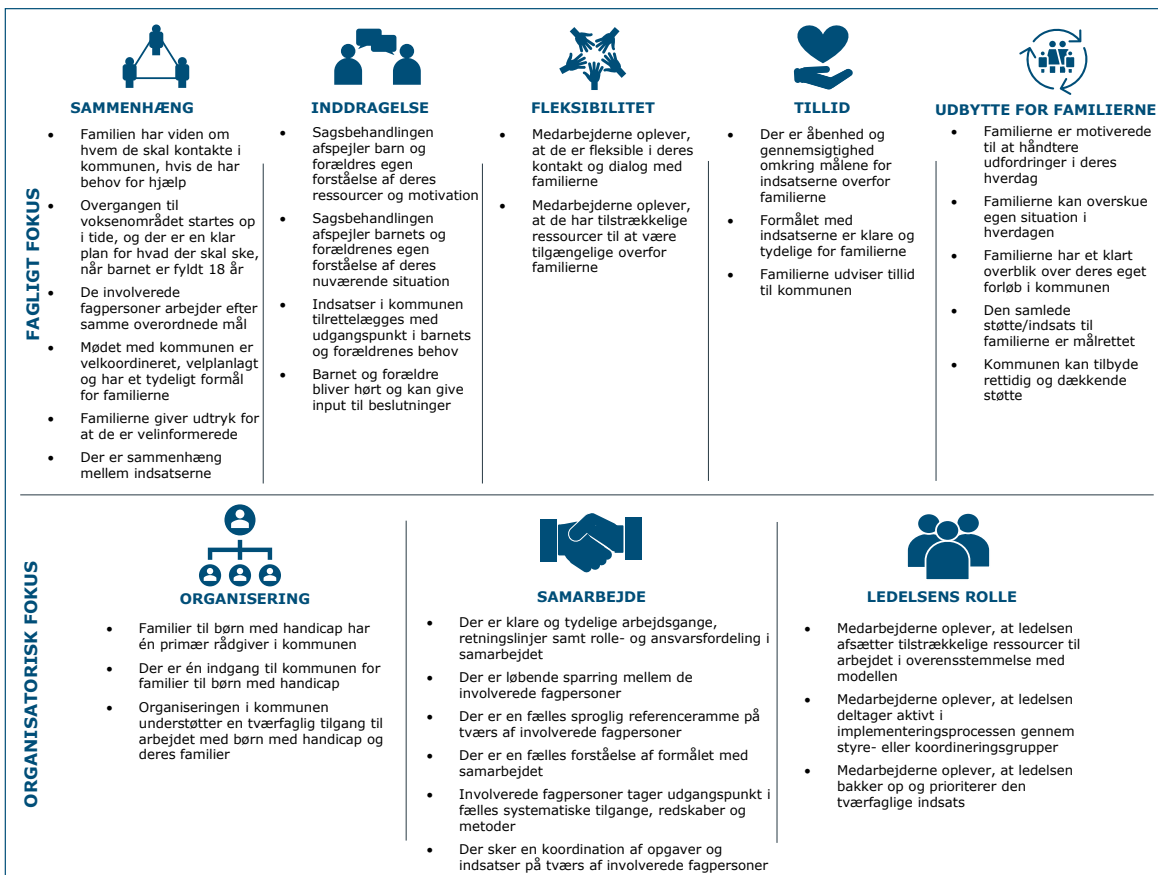 FAGLIGT FOKUS
SAMMENHÆNG
Familien har viden om
hvem de skal kontakte i
kommunen, hvis de har
behov for hjælp
Overgangen til
voksenområdet startes op
i tide, og der er en klar
plan for hvad der skal ske,
når barnet er fyldt 18 år
De involverede
fagpersoner arbejder efter
samme overordnede mål
Mødet med kommunen er
velkoordineret, velplanlagt
og har et tydeligt formål
for familierne
Familierne giver udtryk for
at de er velinformerede
Der er sammenhæng
mellem indsatserne
INDDRAGELSE
Sagsbehandlingen
afspejler barn og
forældres egen
forståelse af deres
ressourcer og motivation
Sagsbehandlingen
afspejler barnets og
forældrenes egen
forståelse af deres
nuværende situation
Indsatser i kommunen
tilrettelægges med
udgangspunkt i barnets
og forældrenes behov
Barnet og forældre
bliver hørt og kan give
input til beslutninger
FLEKSIBILITET
Medarbejderne oplever,
at de er fleksible i deres
kontakt og dialog med
familierne
Medarbejderne oplever,
at de har tilstrækkelige
ressourcer til at være
tilgængelige overfor
familierne
TILLID
Der er åbenhed og
gennemsigtighed
omkring målene for
indsatserne overfor
familierne
Formålet med
indsatserne er klare og
tydelige for familierne
Familierne udviser tillid
til kommunen
UDBYTTE FOR FAMILIERNE
Familierne er motiverede
til at håndtere
udfordringer i deres
hverdag
Familierne kan overskue
egen situation i
hverdagen
Familierne har et klart
overblik over deres eget
forløb i kommunen
Den samlede
støtte/indsats til
familierne er målrettet
Kommunen kan tilbyde
rettidig og dækkende
støtte
ORGANISATORISK FOKUS
ORGANISERING
Familier til børn med handicap har
én primær rådgiver i kommunen
Der er én indgang til kommunen for
familier til børn med handicap
Organiseringen i kommunen
understøtter en tværfaglig tilgang til
arbejdet med børn med handicap og
deres familier
SAMARBEJDE
Der er klare og tydelige arbejdsgange,
retningslinjer samt rolle- og ansvarsfordeling i
samarbejdet
Der er løbende sparring mellem de
involverede fagpersoner
Der er en fælles sproglig referenceramme på
tværs af involverede fagpersoner
Der er en fælles forståelse af formålet med
samarbejdet
Involverede fagpersoner tager udgangspunkt i
fælles systematiske tilgange, redskaber og
metoder
Der sker en koordination af opgaver og
indsatser på tværs af involverede fagpersoner
LEDELSENS ROLLE
Medarbejderne oplever, at ledelsen
afsætter tilstrækkelige ressourcer til
arbejdet i overensstemmelse med
modellen
Medarbejderne oplever, at ledelsen
deltager aktivt i
implementeringsprocessen gennem
styre- eller koordineringsgrupper
Medarbejderne oplever, at ledelsen
bakker op og prioriterer den
tværfaglige indsats